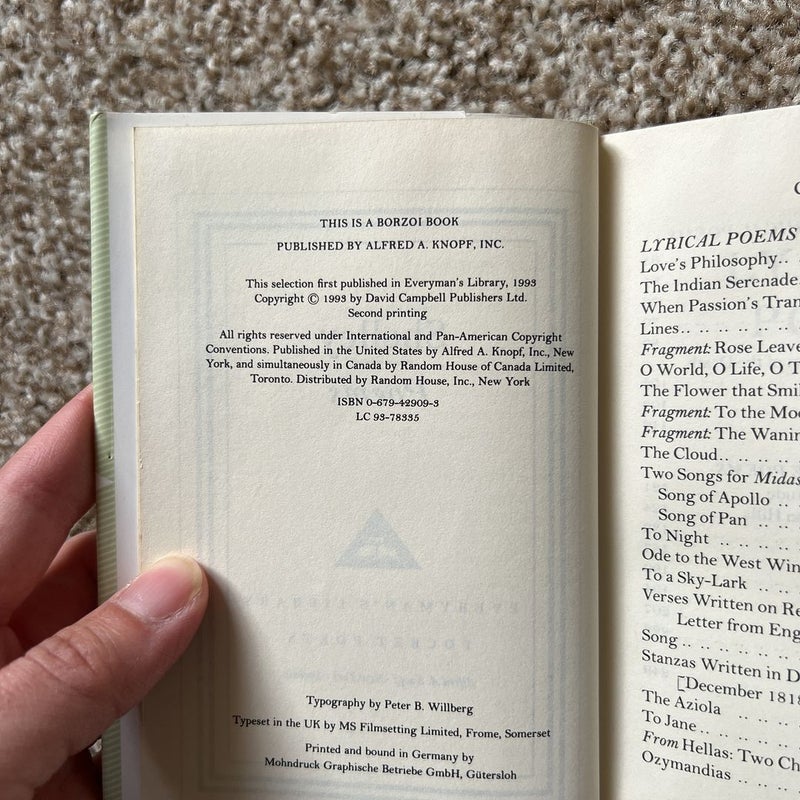 THIS IS A BORZOI BOOK
PUBLISHED BY ALFRED A. KNOPF, INC.
This selection first published in Everyman's Library, 1993
Copyright © 1993 by David Campbell Publishers Ltd.
Second printing
All rights reserved under International and Pan-American Copyright
Conventions. Published in the United States by Alfred A. Knopf, Inc., New
York, and simultaneously in Canada by Random House of Canada Limited,
Toronto. Distributed by Random House, Inc., New York
ISBN 0-679-42909-3
LC 93-78335
EVERYMAN'S LIBRARY
POCKET POETS
Typography by Peter B. Willberg
Typeset in the UK by MS Filmsetting Limited, Frome, Somerset
Printed and bound in Germany by
Mohndruck Graphische Betriebe GmbH, Gütersloh
LYRICAL POEMS
Love's Philosophy.. ..
The Indian Serenade
When Passion's Tran
Lines.. .. .. .. .. ..
Fragment: Rose Leave
O World, O Life, O T
The Flower that Smil
Fragment: To the Moo
Fragment: The Wanin
The Cloud.. .. .. ..
Two Songs for Midas
Song of Apollo .. ..
Song of Pan .. ..
To Night .. .. .. ..
Ode to the West Win
To a Sky-Lark .. ..
Verses Written on Re
Letter from Eng
Song .. .. .. .. ..
Stanzas Written in D
[December 1818
The Aziola .. .. ..
To Jane .. .. .. ..
From Hellas: Two Ch
Ozymandias .. .. ..